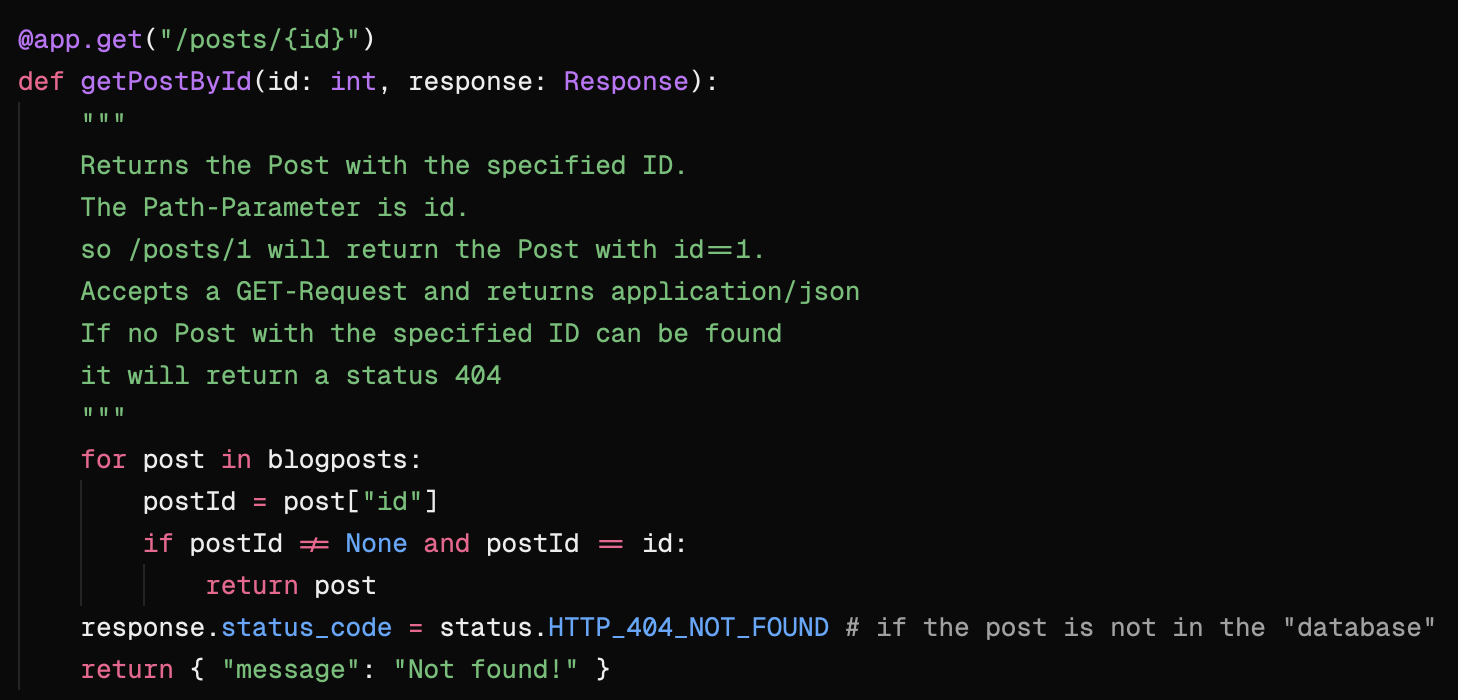 @app.get("/posts/{id}")
def getPostById(id: int, response: Response):
    """
    Returns the Post with the specified ID.
    The Path-Parameter is id.
    so /posts/1 will return the Post with id==1.
    Accepts a GET-Request and returns application/json
    If no Post with the specified ID can be found
    it will return a status 404
    """
    for post in blogposts:
        postId = post["id"]
        if postId != None and postId == id:
            return post
    response.status_code = status.HTTP_404_NOT_FOUND # if the post is not in the "database"
    return { "message": "Not found!" }